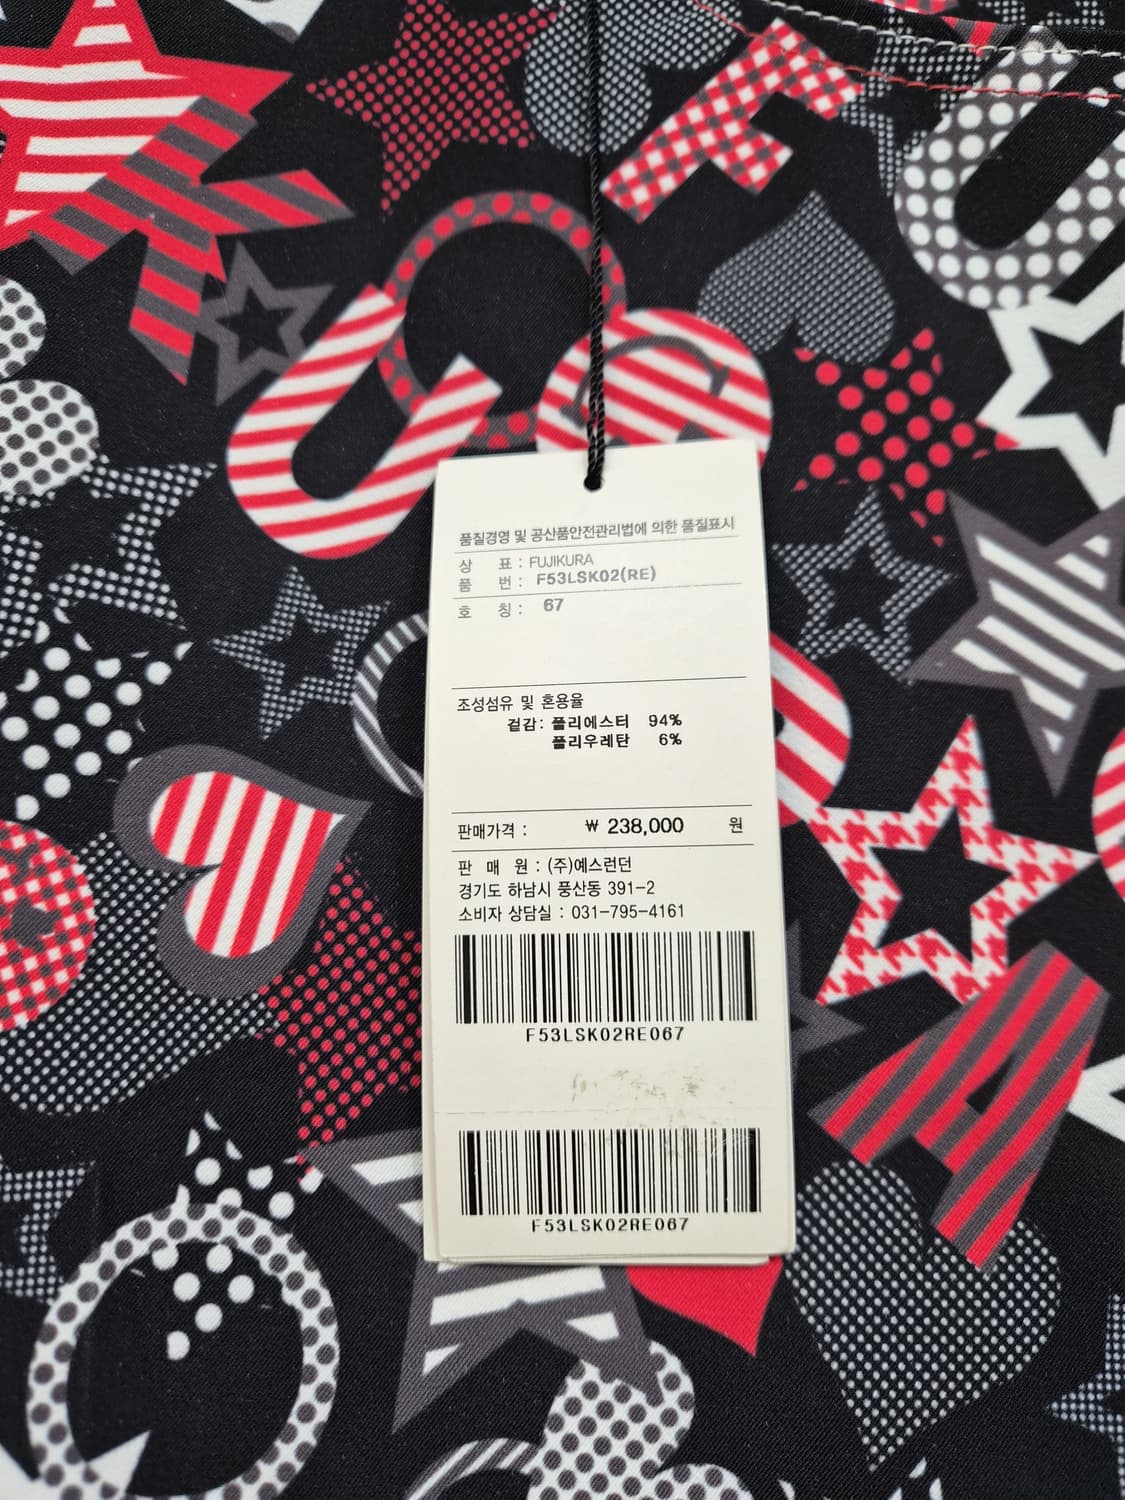 품질경영 및 공산품안전관리법에 의한 품질표시
상 표 : FUJIKURA
품 번 : F53LSK02(RE)
호 칭 : 67
조성섬유 및 혼용율
겉감: 폴리에스터 94%
폴리우레탄 6%
판매가격 : ₩ 238,000 원
판 매 원 : (주)예스런던
경기도 하남시 풍산동 391-2
소비자 상담실 : 031-795-4161
F53LSK02RE067
F53LSK02RE067